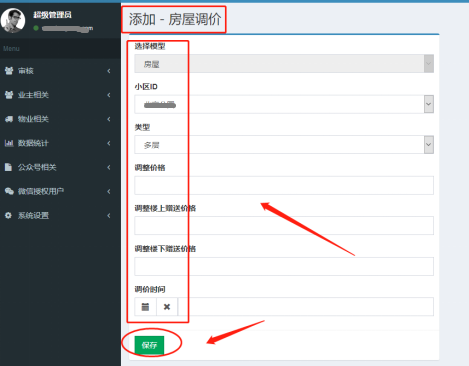 超级管理员
添加 - 房屋调价
Menu
审核
业主相关
物业相关
数据统计
公众号相关
微信授权用户
系统设置
选择模型
房屋
小区ID
类型
多层
调整价格
调整楼上赠送价格
调整楼下赠送价格
调价时间
保存